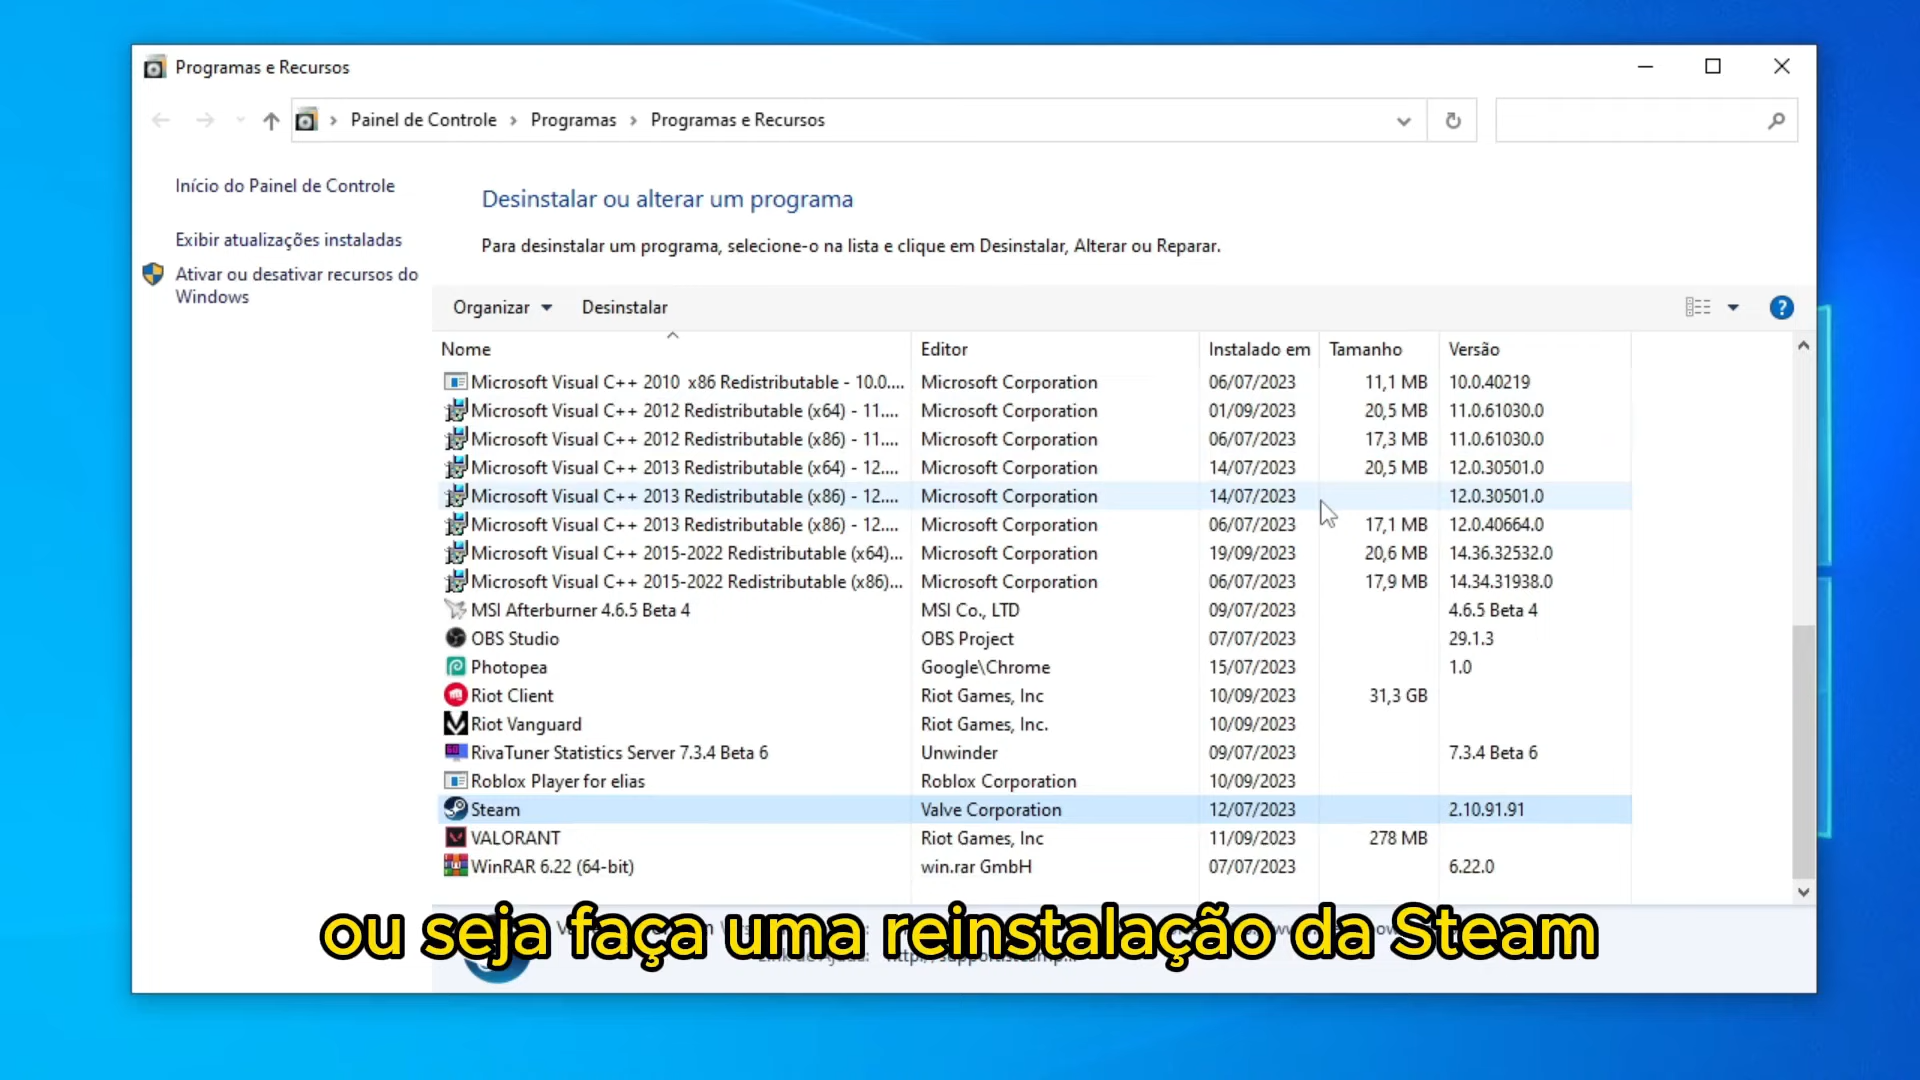 Programas e Recursos
Painel de Controle > Programas > Programas e Recursos
Início do Painel de Controle
Exibir atualizações instaladas
Ativar ou desativar recursos do
Windows
Desinstalar ou alterar um programa
Para desinstalar um programa, selecione-o na lista e clique em Desinstalar, Alterar ou Reparar.
Organizar Desinstalar ?
Nome Editor Instalado em Tamanho Versão
Microsoft Visual C++ 2010 x86 Redistributable - 10.0.... Microsoft Corporation 06/07/2023 11,1 MB 10.0.40219
Microsoft Visual C++ 2012 Redistributable (x64) - 11.... Microsoft Corporation 01/09/2023 20,5 MB 11.0.61030.0
Microsoft Visual C++ 2012 Redistributable (x86) - 11.... Microsoft Corporation 06/07/2023 17,3 MB 11.0.61030.0
Microsoft Visual C++ 2013 Redistributable (x64) - 12.... Microsoft Corporation 14/07/2023 20,5 MB 12.0.30501.0
Microsoft Visual C++ 2013 Redistributable (x86) - 12.... Microsoft Corporation 14/07/2023 12.0.30501.0
Microsoft Visual C++ 2013 Redistributable (x86) - 12.... Microsoft Corporation 06/07/2023 17,1 MB 12.0.40664.0
Microsoft Visual C++ 2015-2022 Redistributable (x64)... Microsoft Corporation 19/09/2023 20,6 MB 14.36.32532.0
Microsoft Visual C++ 2015-2022 Redistributable (x86)... Microsoft Corporation 06/07/2023 17,9 MB 14.34.31938.0
MSI Afterburner 4.6.5 Beta 4 MSI Co., LTD 09/07/2023 4.6.5 Beta 4
OBS Studio OBS Project 07/07/2023 29.1.3
Photopea Google\Chrome 15/07/2023 1.0
Riot Client Riot Games, Inc 10/09/2023 31,3 GB
Riot Vanguard Riot Games, Inc. 10/09/2023
RivaTuner Statistics Server 7.3.4 Beta 6 Unwinder 09/07/2023 7.3.4 Beta 6
Roblox Player for elias Roblox Corporation 10/09/2023
Steam Valve Corporation 12/07/2023 2.10.91.91
VALORANT Riot Games, Inc 11/09/2023 278 MB
WinRAR 6.22 (64-bit) win.rar GmbH 07/07/2023 6.22.0
ou seja faça uma reinstalação da Steam